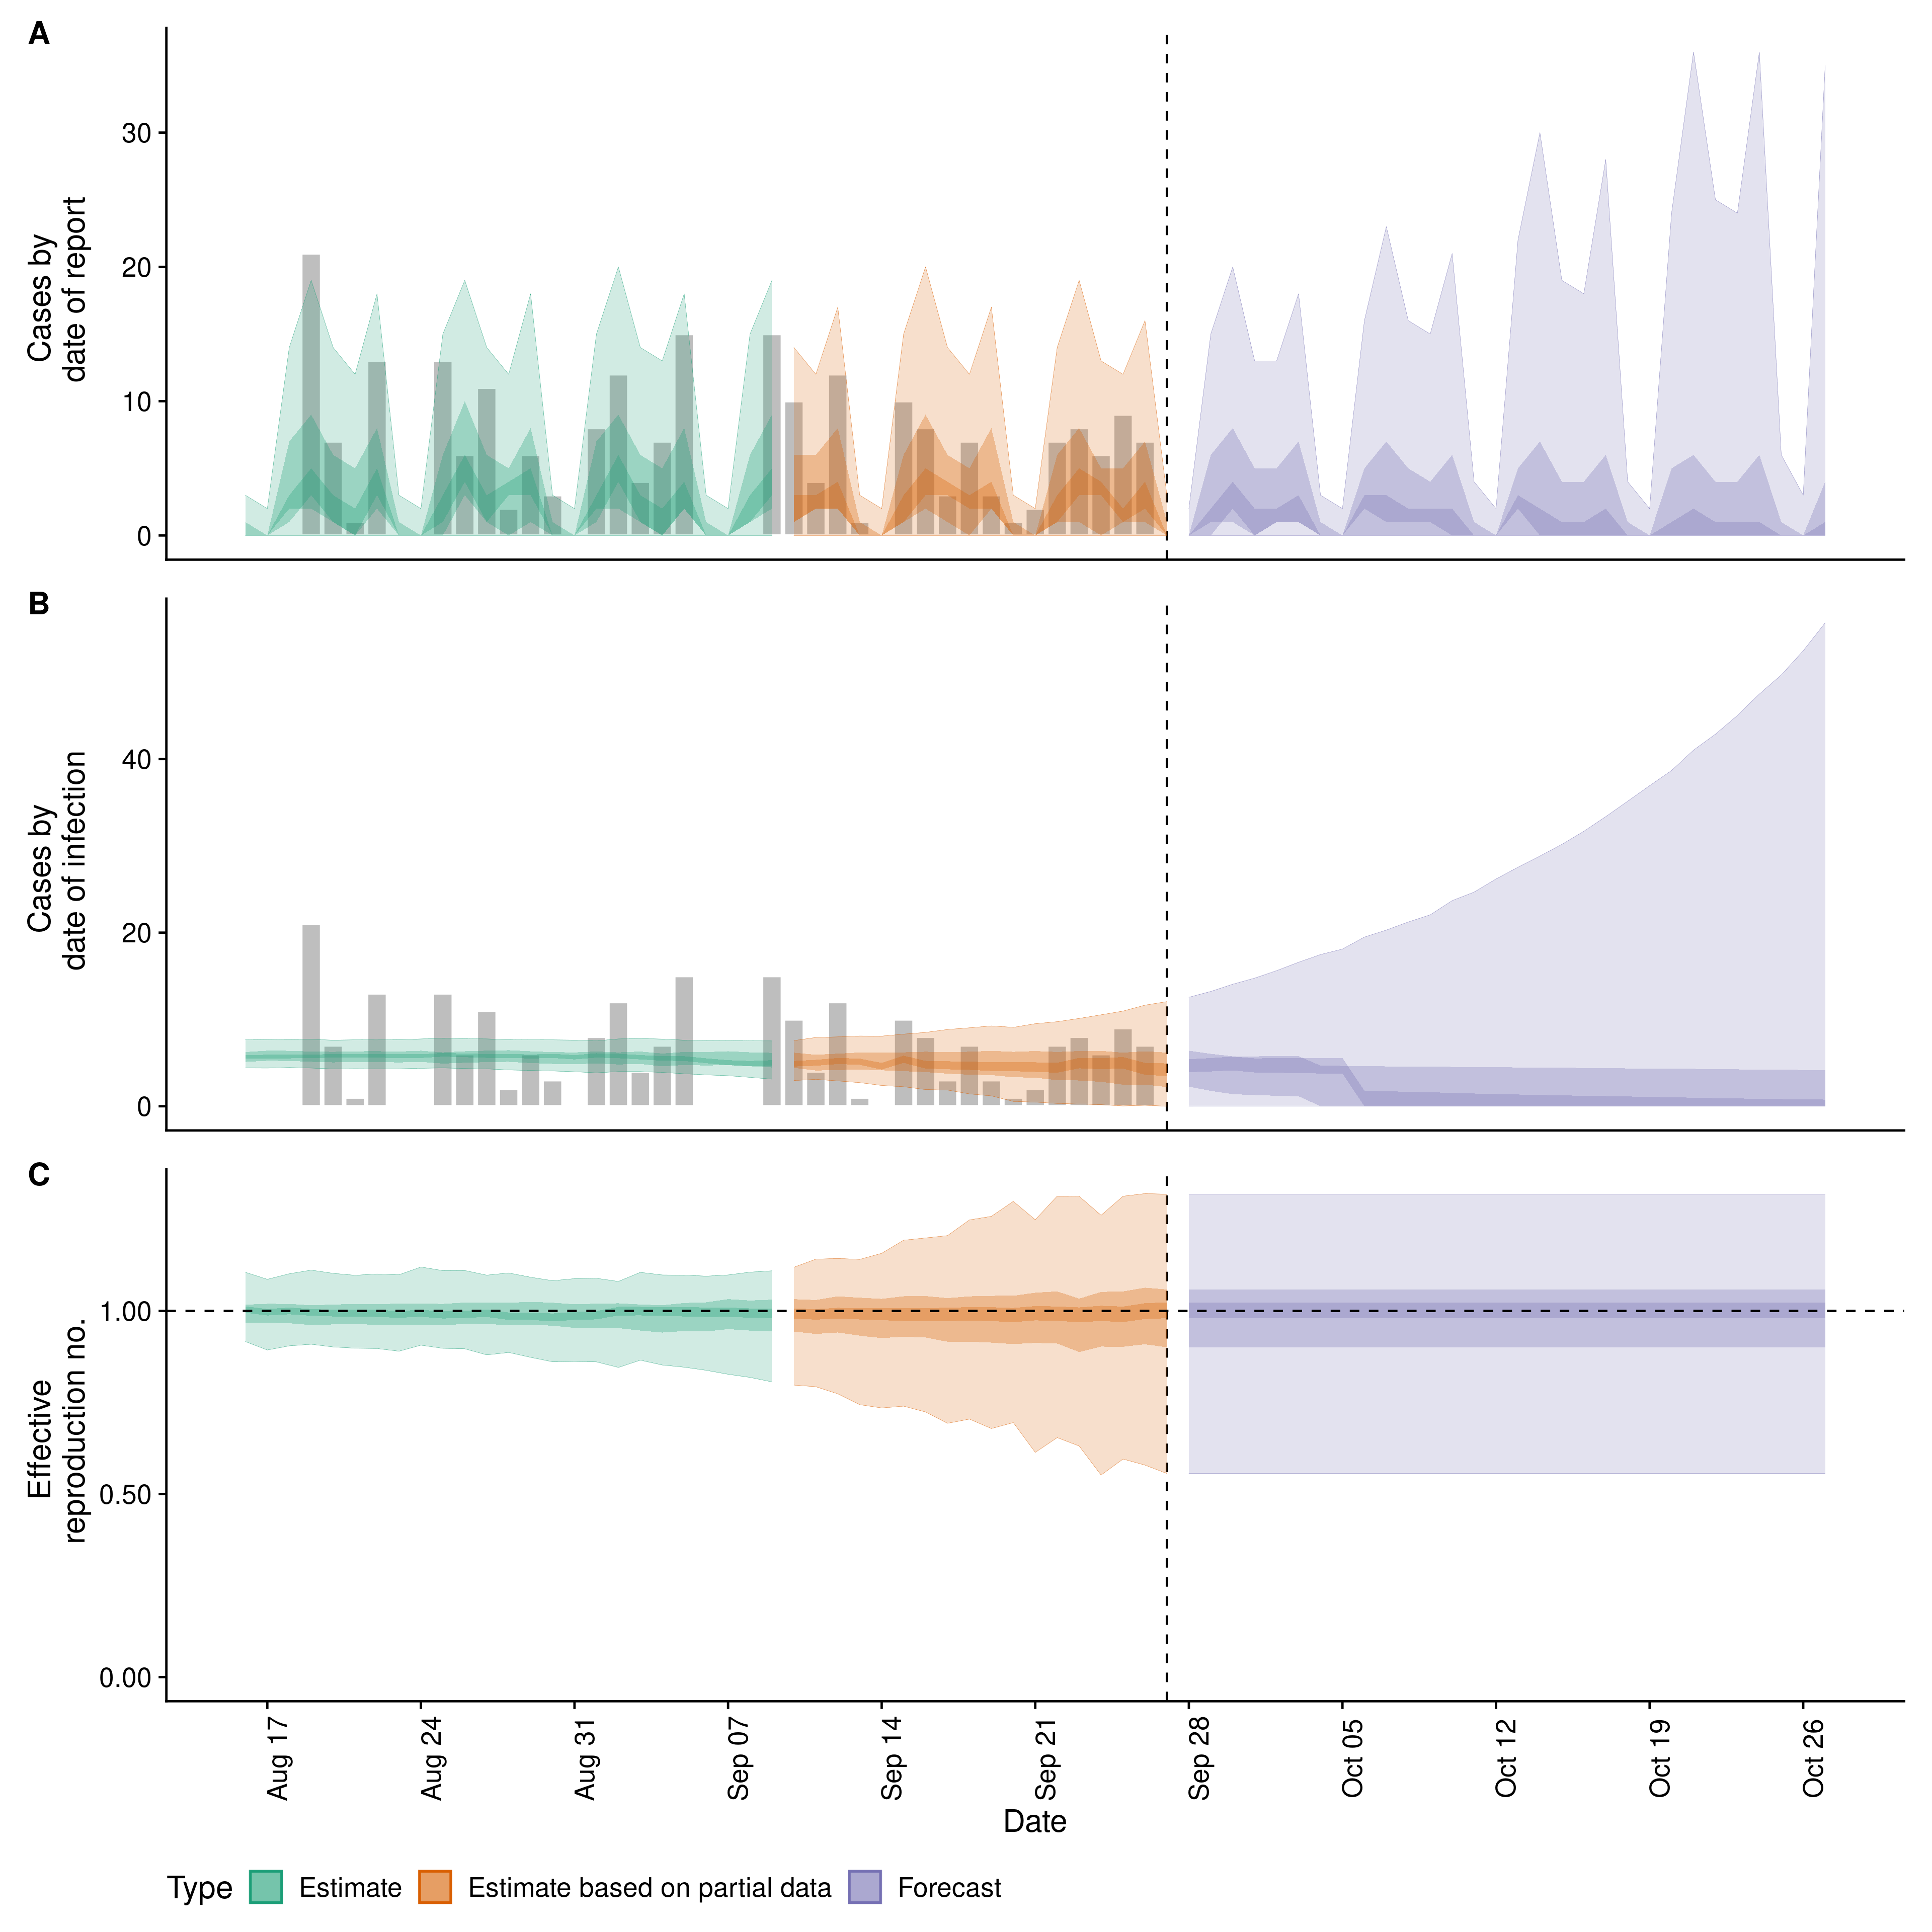 A
Cases by
date of report
30
20
10
0
B
Cases by
date of infection
40
20
0
C
Effective
reproduction no.
1.00
0.50
0.00
Aug 17
Aug 24
Aug 31
Sep 07
Sep 14
Sep 21
Sep 28
Oct 05
Oct 12
Oct 19
Oct 26
Date
Type Estimate Estimate based on partial data Forecast